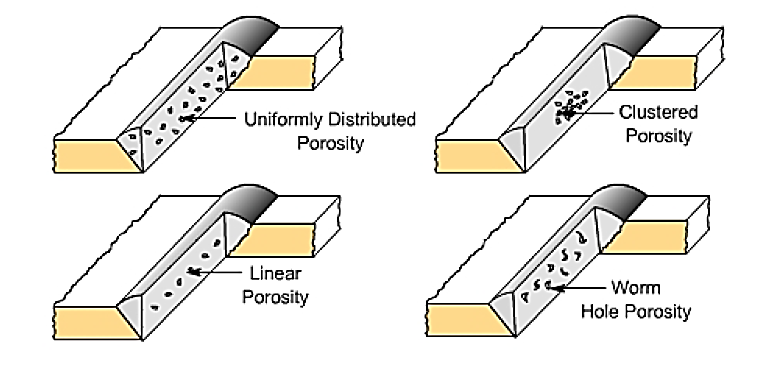 Uniformly Distributed
Porosity
Clustered
Porosity
Linear
Porosity
Worm
Hole Porosity